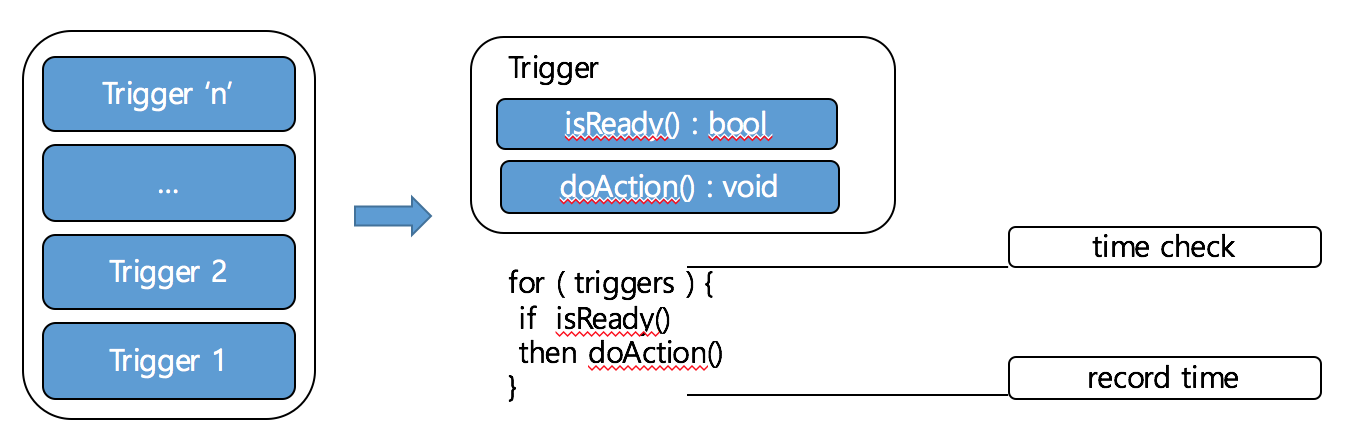 Trigger ‘n’
...
Trigger 2
Trigger 1
Trigger
isReady() : bool
doAction() : void
for ( triggers ) {
if isReady()
then doAction()
}
time check
record time